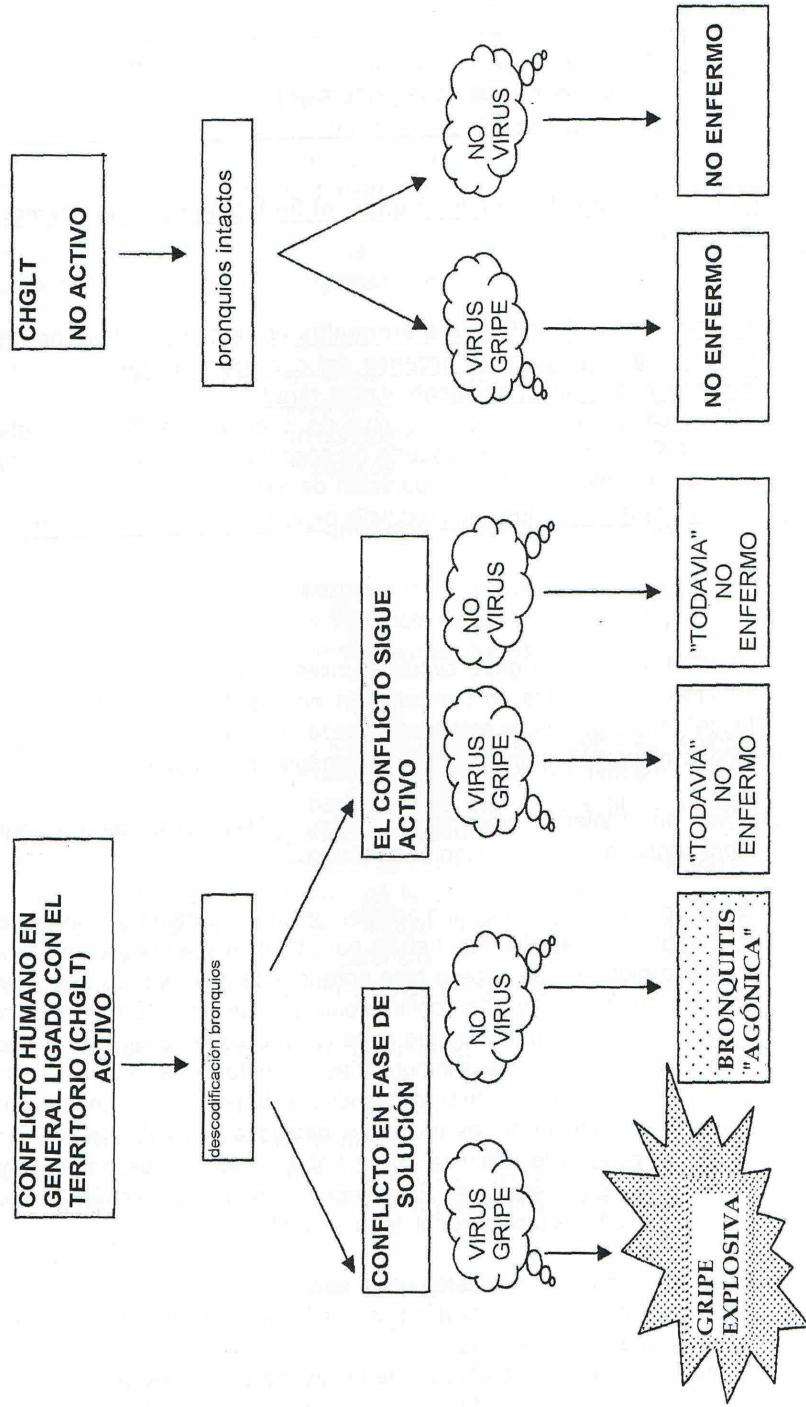 CONFLICTO HUMANO EN
GENERAL LIGADO CON EL
TERRITORIO (CHGLT)
ACTIVO
descodificación bronquios
CONFLICTO EN FASE DE
SOLUCIÓN
VIRUS
GRIPE
GRIPE
EXPLOSIVA
NO
VIRUS
BRONQUITIS
"AGÓNICA"
EL CONFLICTO SIGUE
ACTIVO
VIRUS
GRIPE
"TODAVIA"
NO
ENFERMO
NO
VIRUS
"TODAVIA"
NO
ENFERMO
CHGLT
NO ACTIVO
bronquios intactos
VIRUS
GRIPE
NO ENFERMO
NO
VIRUS
NO ENFERMO